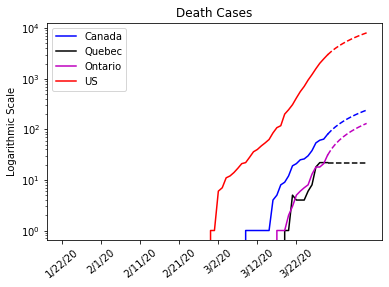 Death Cases
Logarithmic Scale
10⁴
10³
10²
10¹
10⁰
Canada
Quebec
Ontario
US
1/22/20
2/1/20
2/11/20
2/21/20
3/2/20
3/12/20
3/22/20